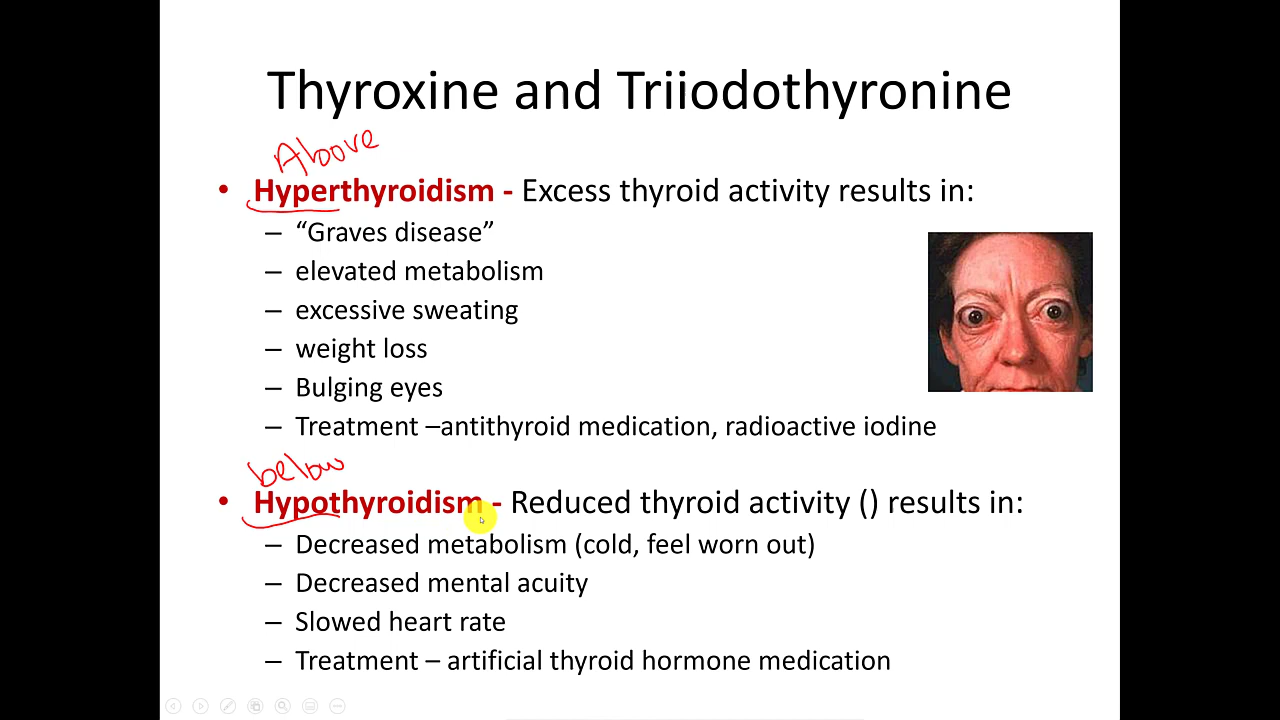 Thyroxine and Triiodothyronine
Above
• Hyperthyroidism - Excess thyroid activity results in:
– “Graves disease”
– elevated metabolism
– excessive sweating
– weight loss
– Bulging eyes
– Treatment –antithyroid medication, radioactive iodine
below
• Hypothyroidism - Reduced thyroid activity () results in:
– Decreased metabolism (cold, feel worn out)
– Decreased mental acuity
– Slowed heart rate
– Treatment – artificial thyroid hormone medication